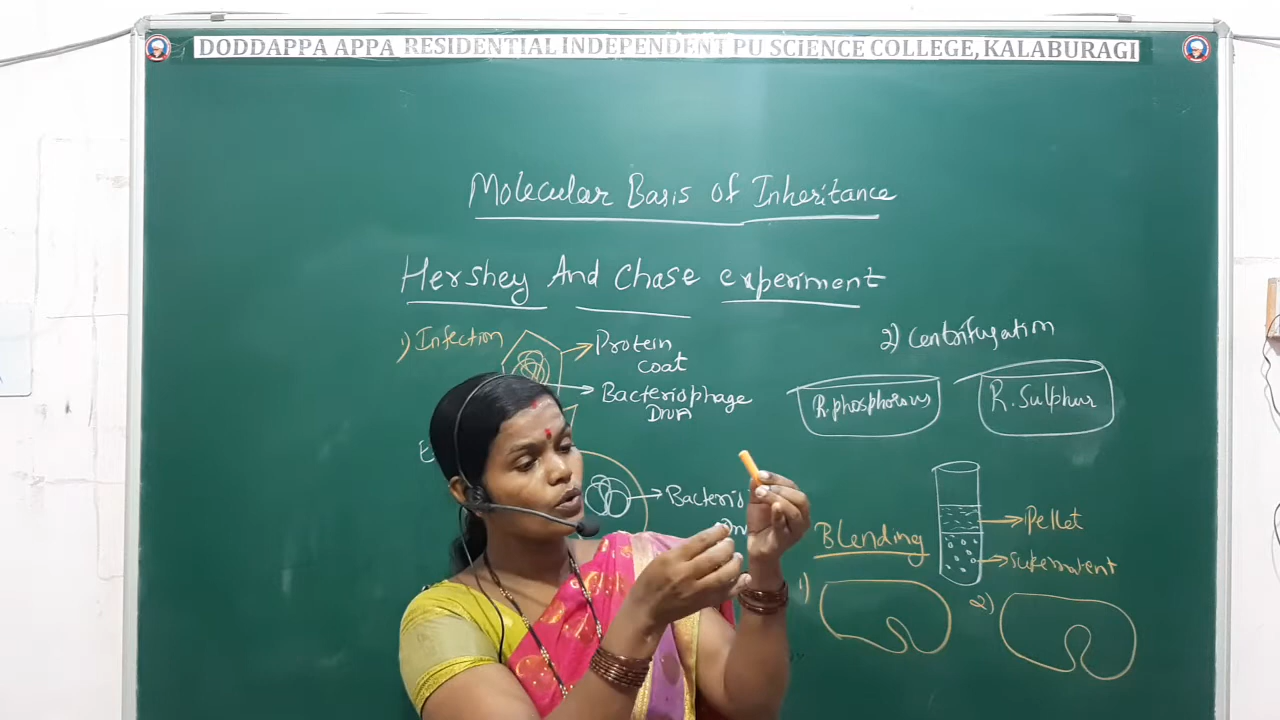 DODDAPPA APPA RESIDENTIAL INDEPENDENT PU SCIENCE COLLEGE, KALABURAGI
Molecular Basis of Inheritance
Hershey And Chase experiment
1) Infection
Protein
coat
Bacteriophage
DNA
Bacteria
2) Centrifugation
R.phosphorous
R.Sulphur
Blending
Pellet
1)
2)